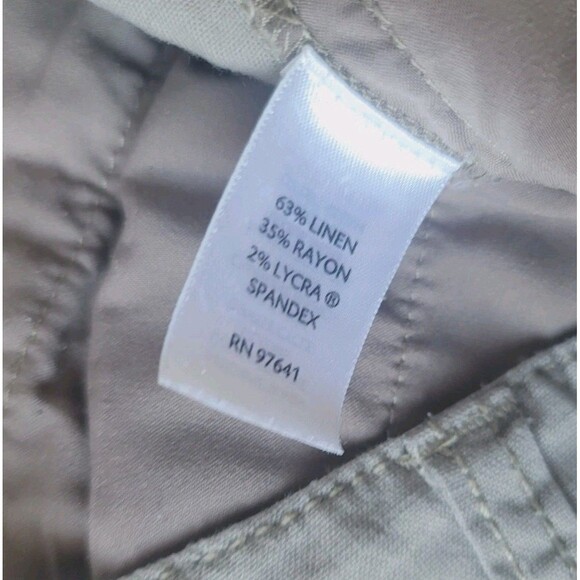 63% LINEN
35% RAYON
2% LYCRA ®
SPANDEX
RN 97641